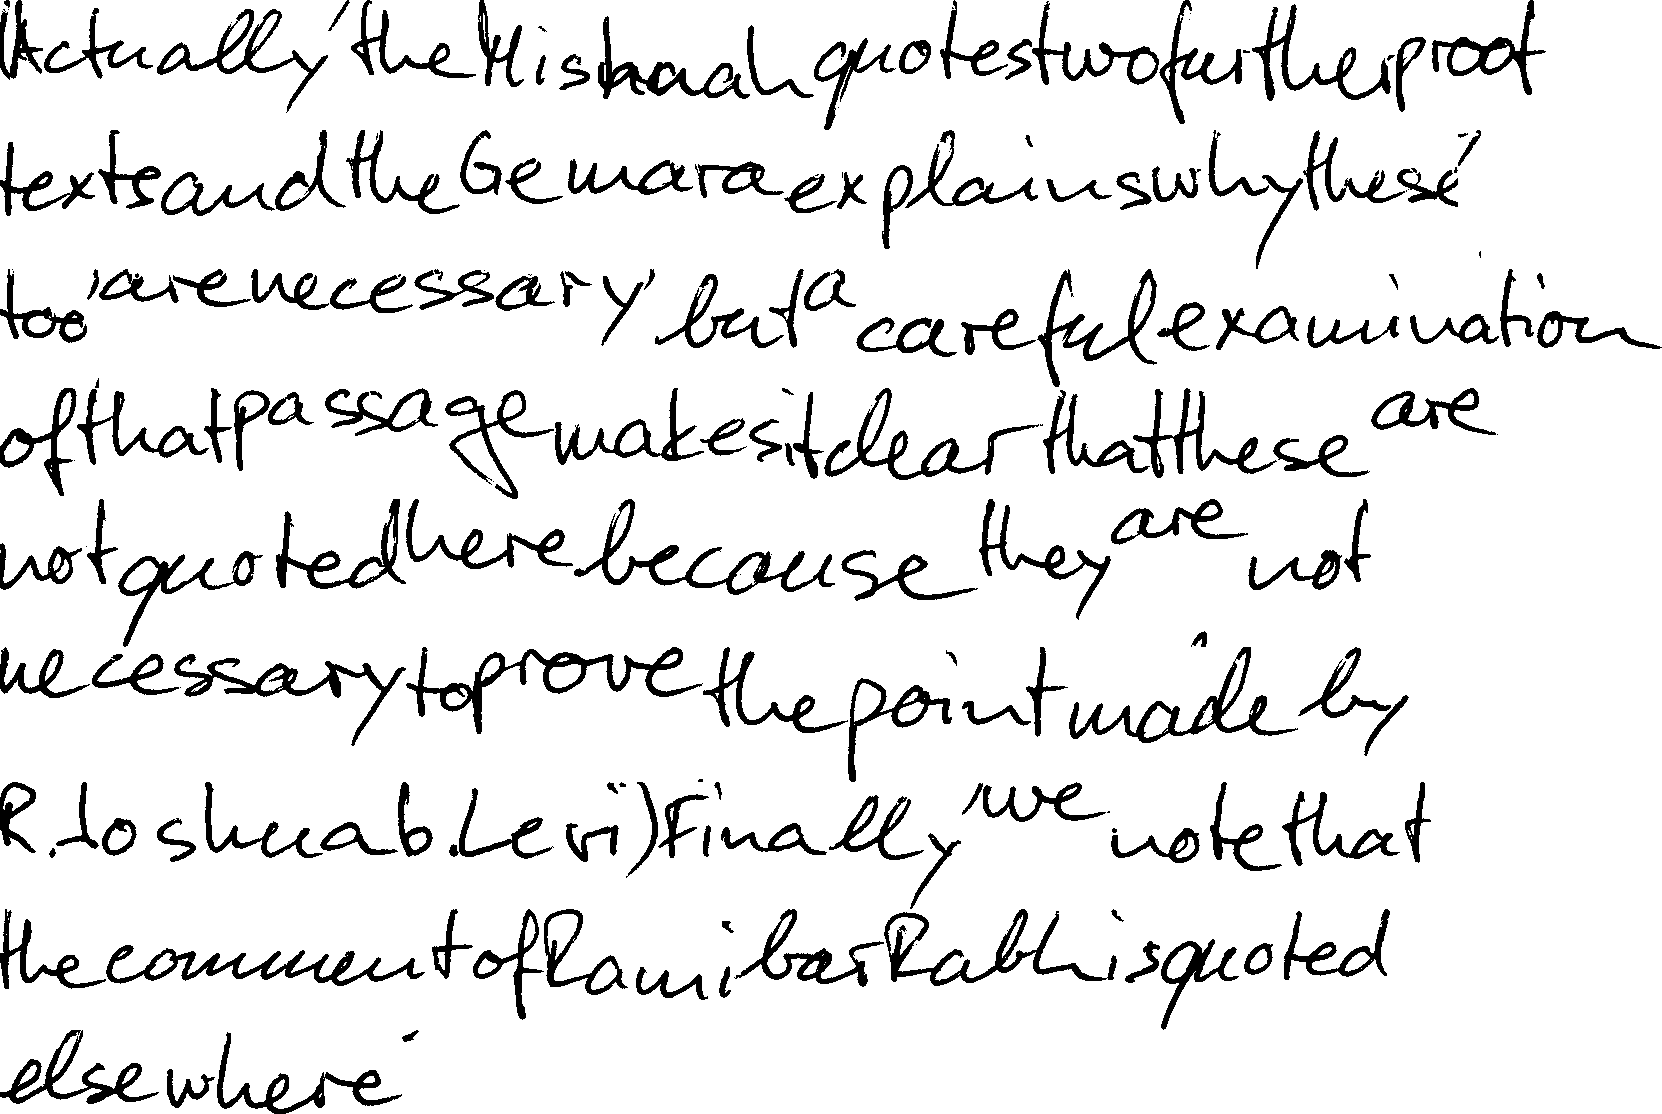 Actually the Mishnah quotes two further proof
texts and the Gemara explains why these
too are necessary but a careful examination
of that passage makes it clear that these are
not quoted here because they are not
necessary to prove the point made by
R. Joshua b. Levi) Finally we note that
the comment of Rami bar Rabh is quoted
elsewhere